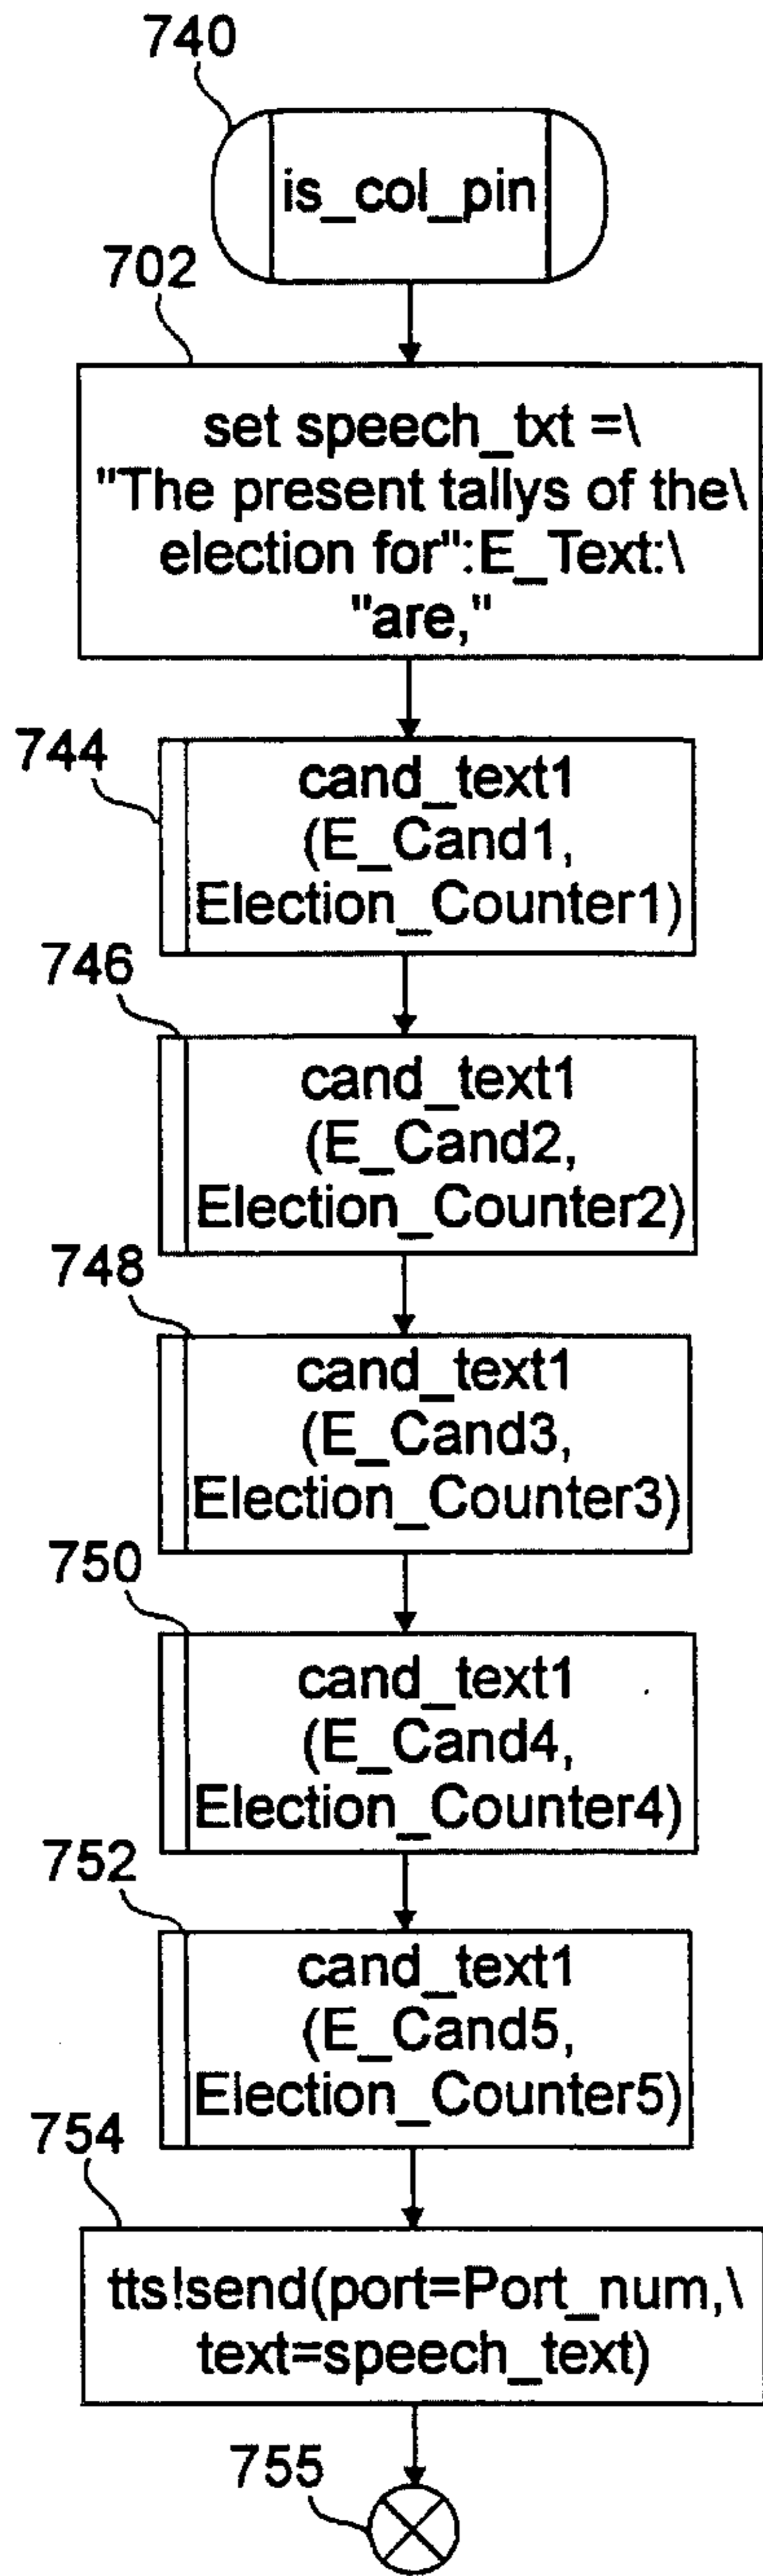 740
is_col_pin
702
set speech_txt =\
"The present tallys of the\
election for":E_Text:\
"are,"
744
cand_text1
(E_Cand1,
Election_Counter1)
746
cand_text1
(E_Cand2,
Election_Counter2)
748
cand_text1
(E_Cand3,
Election_Counter3)
750
cand_text1
(E_Cand4,
Election_Counter4)
752
cand_text1
(E_Cand5,
Election_Counter5)
754
tts!send(port=Port_num,\
text=speech_text)
755